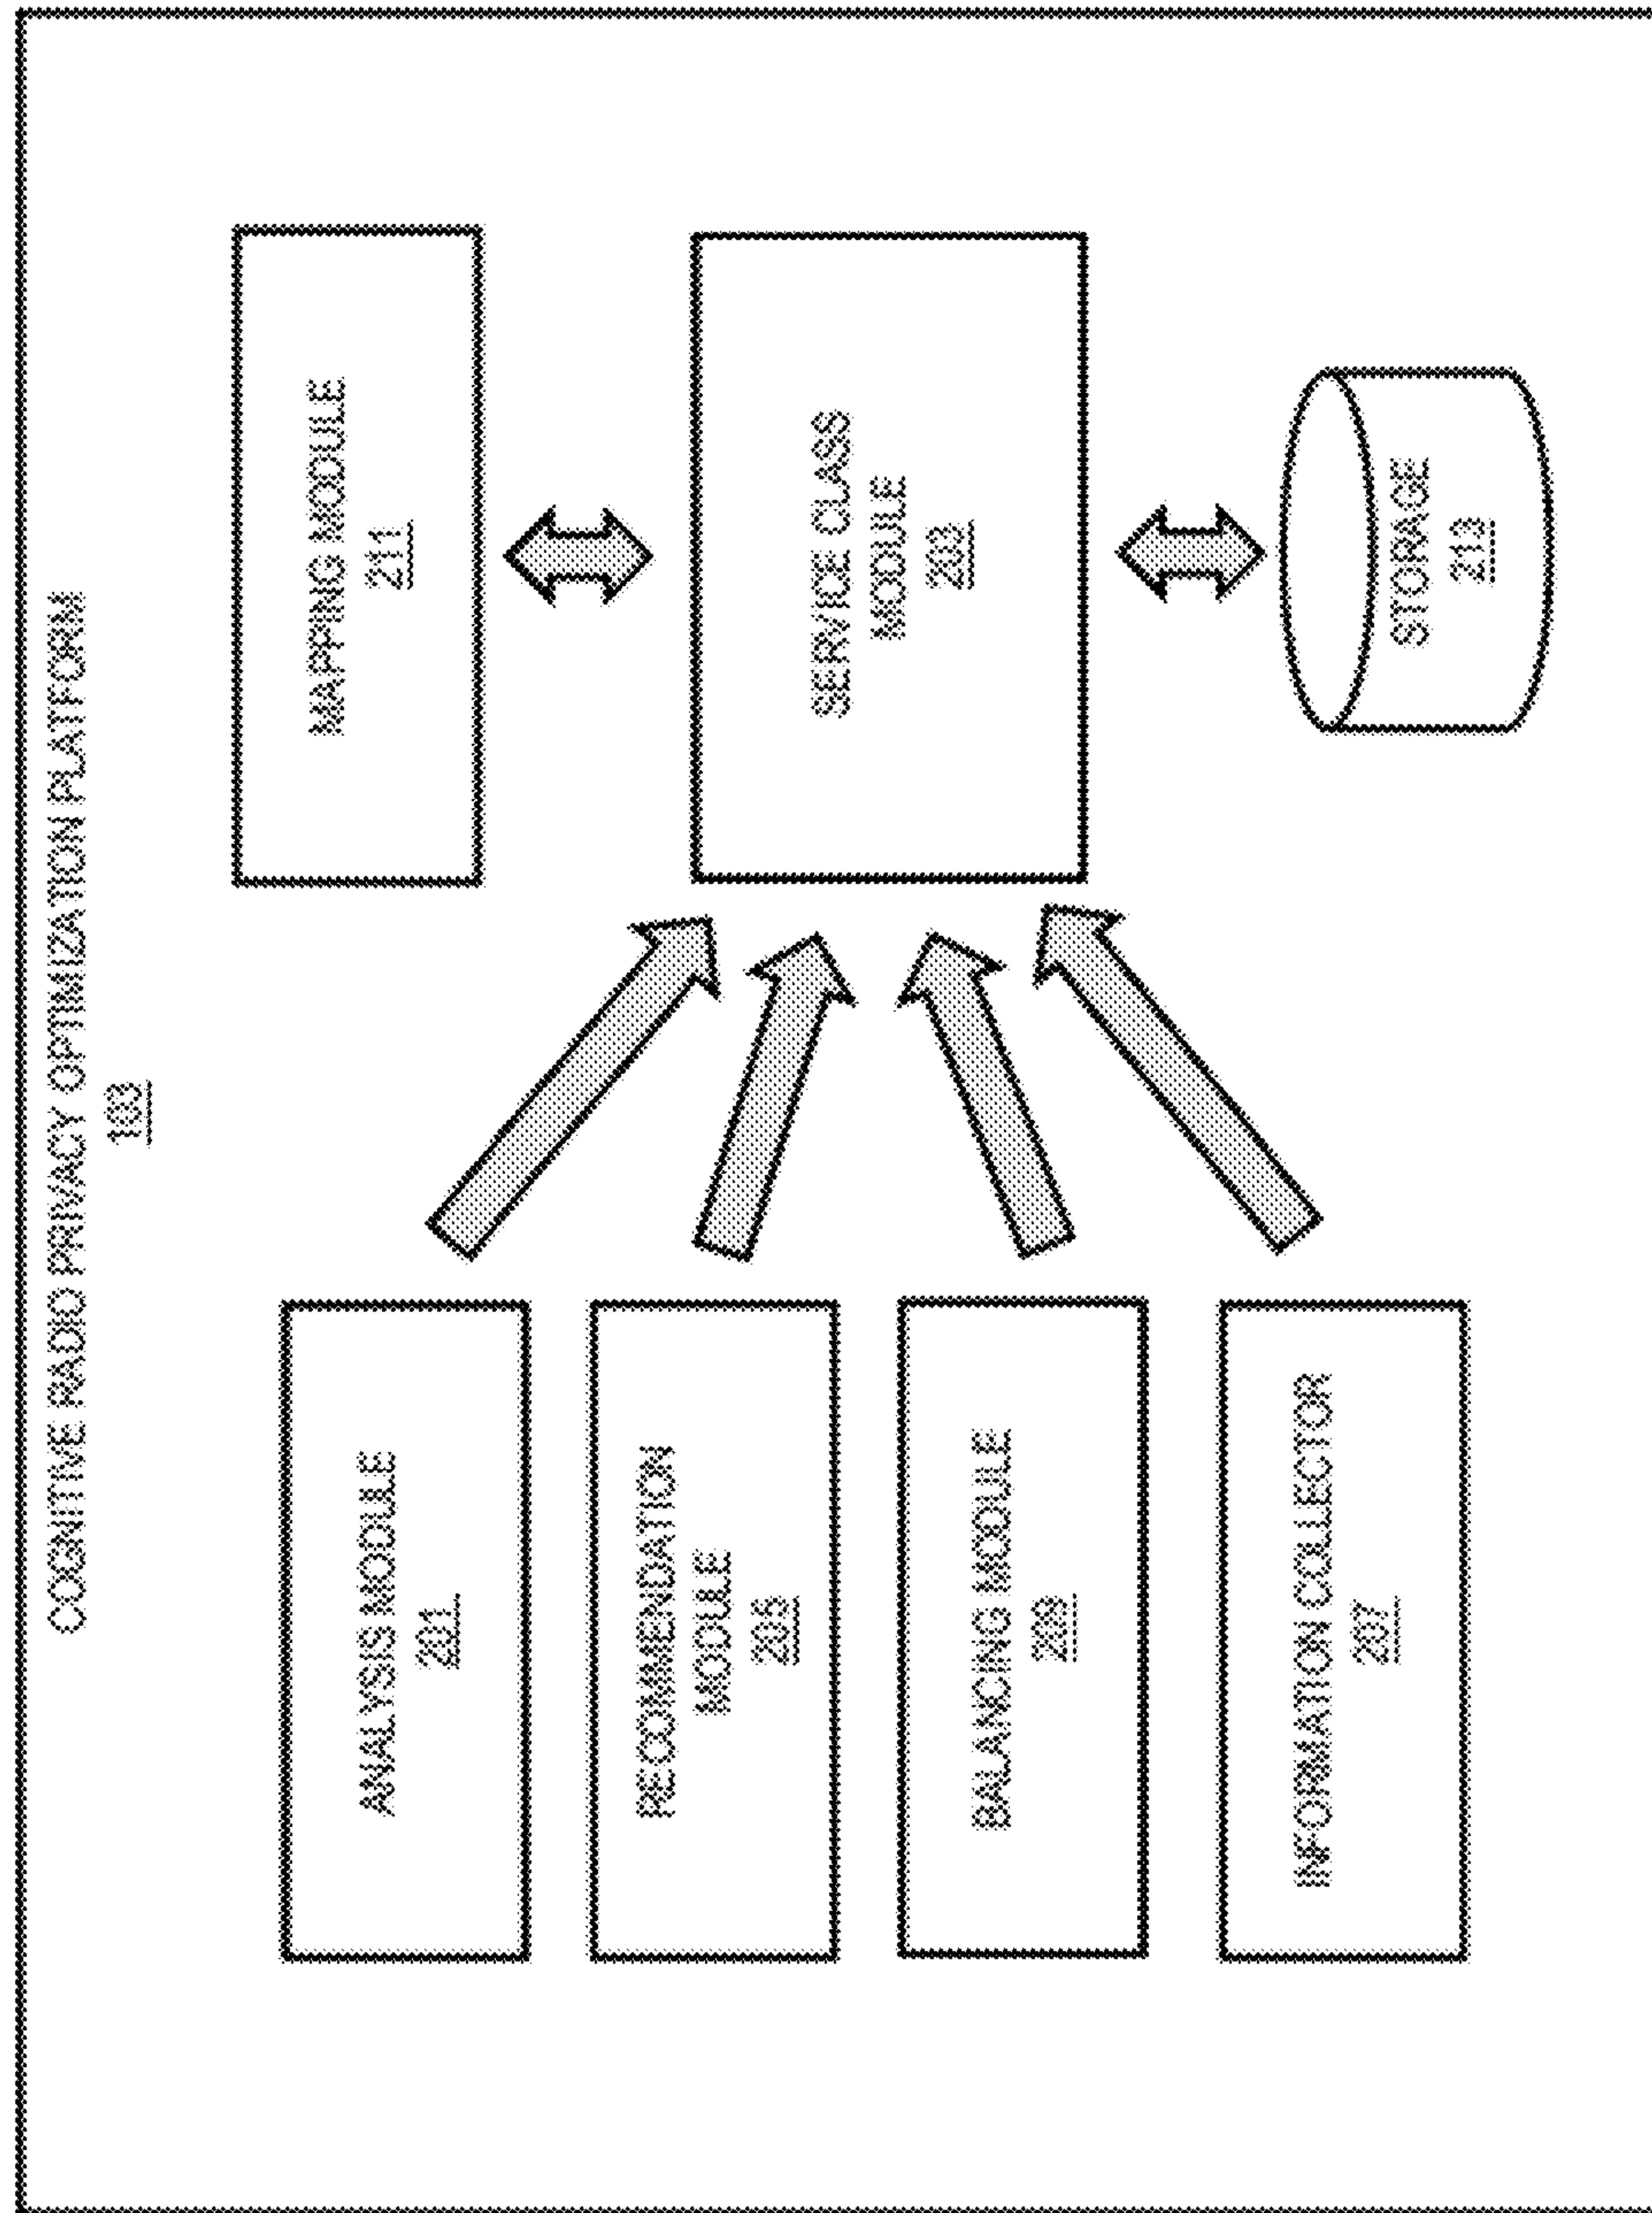 COGNITIVE RADIO PRIVACY OPTIMIZATION PLATFORM
103
ANALYSIS MODULE
201
RECOMMENDATION
MODULE
205
BALANCING MODULE
209
INFORMATION COLLECTOR
207
MAPPING MODULE
211
SERVICE CLASS
MODULE
203
STORAGE
213